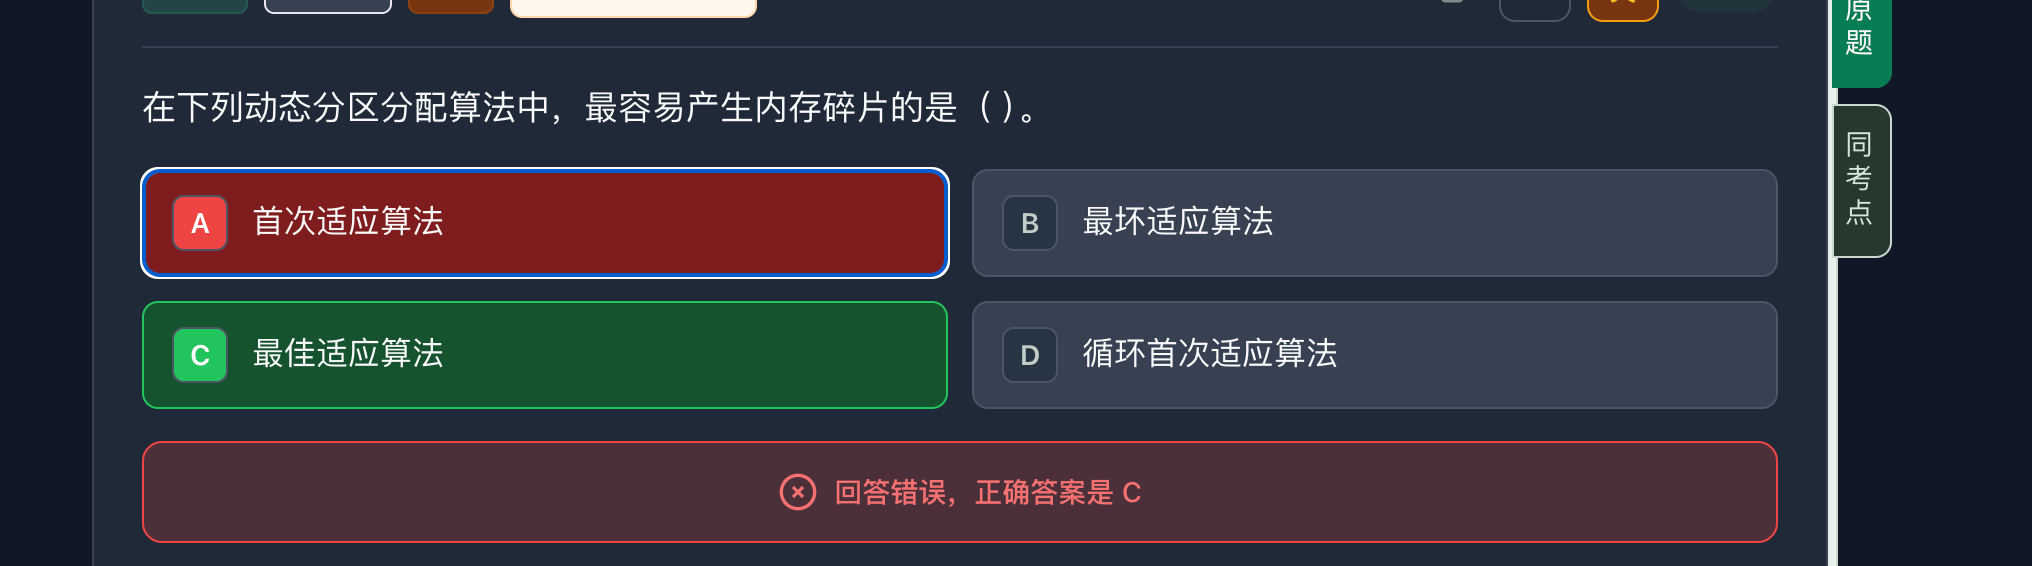 原
题
在下列动态分区分配算法中，最容易产生内存碎片的是（ ）。
同
考
点
A 首次适应算法
B 最坏适应算法
C 最佳适应算法
D 循环首次适应算法
回答错误，正确答案是 C